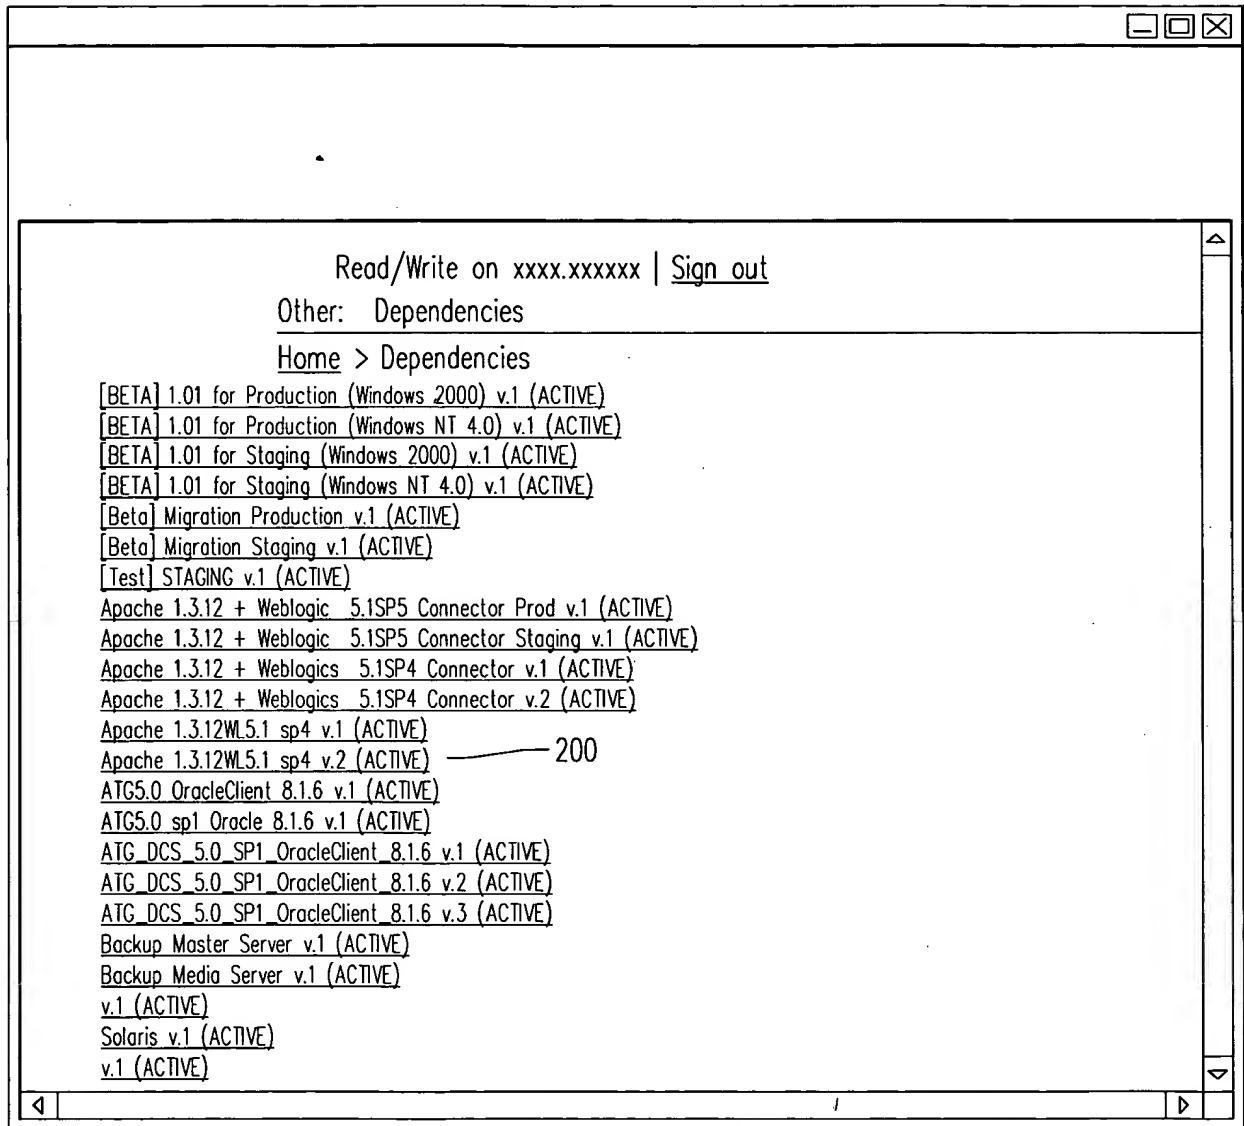 Read/Write on xxxx.xxxxxx | Sign out
Other: Dependencies
Home > Dependencies
[BETA] 1.01 for Production (Windows 2000) v.1 (ACTIVE)
[BETA] 1.01 for Production (Windows NT 4.0) v.1 (ACTIVE)
[BETA] 1.01 for Staging (Windows 2000) v.1 (ACTIVE)
[BETA] 1.01 for Staging (Windows NT 4.0) v.1 (ACTIVE)
[Beta] Migration Production v.1 (ACTIVE)
[Beta] Migration Staging v.1 (ACTIVE)
[Test] STAGING v.1 (ACTIVE)
Apache 1.3.12 + Weblogic 5.1SP5 Connector Prod v.1 (ACTIVE)
Apache 1.3.12 + Weblogic 5.1SP5 Connector Staging v.1 (ACTIVE)
Apache 1.3.12 + Weblogics 5.1SP4 Connector v.1 (ACTIVE)
Apache 1.3.12 + Weblogics 5.1SP4 Connector v.2 (ACTIVE)
Apache 1.3.12WL5.1 sp4 v.1 (ACTIVE)
Apache 1.3.12WL5.1 sp4 v.2 (ACTIVE) 200
ATG5.0 OracleClient 8.1.6 v.1 (ACTIVE)
ATG5.0 sp1 Oracle 8.1.6 v.1 (ACTIVE)
ATG_DCS_5.0_SP1_OracleClient_8.1.6 v.1 (ACTIVE)
ATG_DCS_5.0_SP1_OracleClient_8.1.6 v.2 (ACTIVE)
ATG_DCS_5.0_SP1_OracleClient_8.1.6 v.3 (ACTIVE)
Backup Master Server v.1 (ACTIVE)
Backup Media Server v.1 (ACTIVE)
v.1 (ACTIVE)
Solaris v.1 (ACTIVE)
v.1 (ACTIVE)